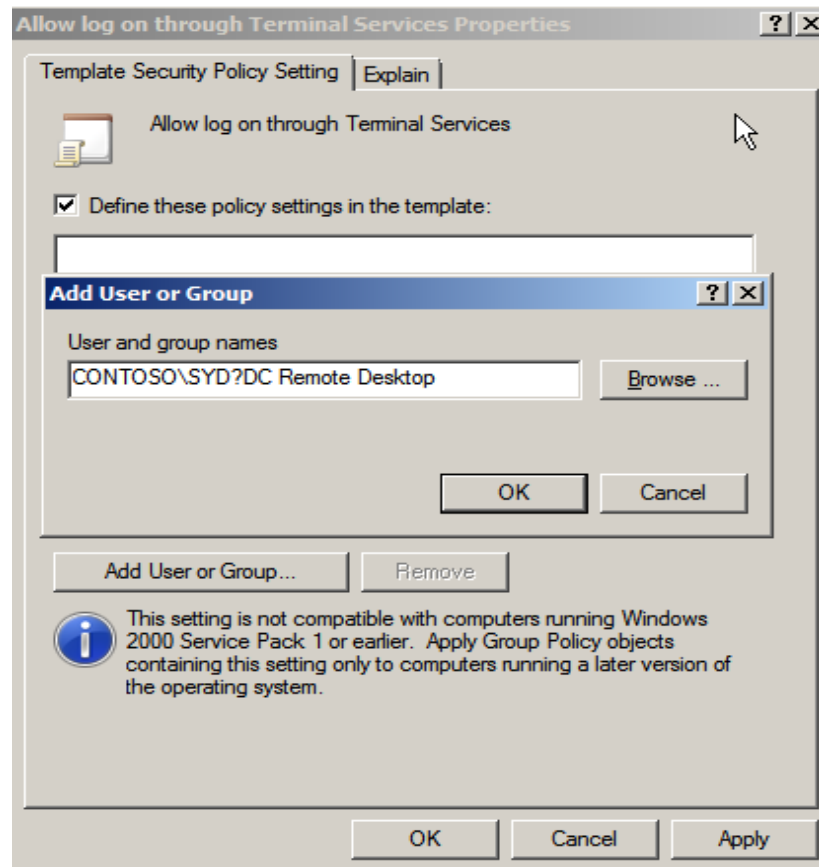 Allow log on through Terminal Services Properties
Template Security Policy Setting
Explain
Allow log on through Terminal Services
Define these policy settings in the template:
Add User or Group
User and group names
CONTOSO\SYD?DC Remote Desktop
Browse ...
OK
Cancel
Add User or Group...
Remove
This setting is not compatible with computers running Windows
2000 Service Pack 1 or earlier. Apply Group Policy objects
containing this setting only to computers running a later version of
the operating system.
OK
Cancel
Apply